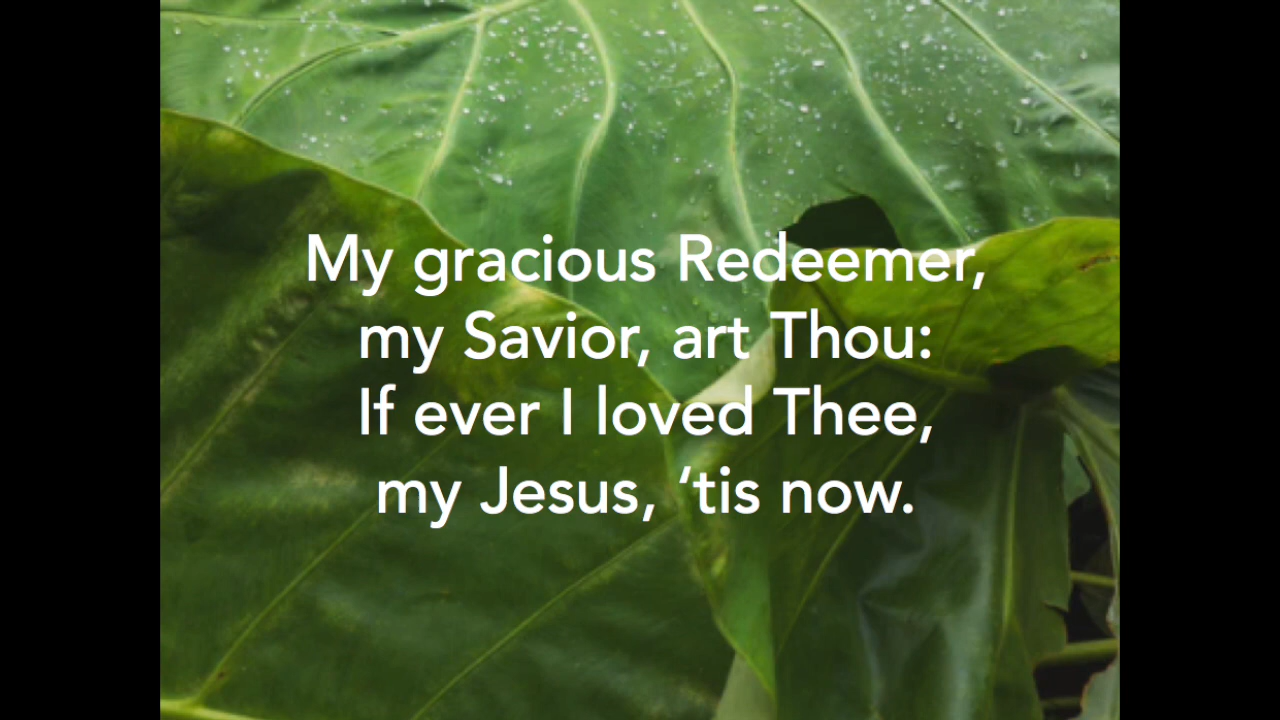 My gracious Redeemer,
my Savior, art Thou:
If ever I loved Thee,
my Jesus, ‘tis now.